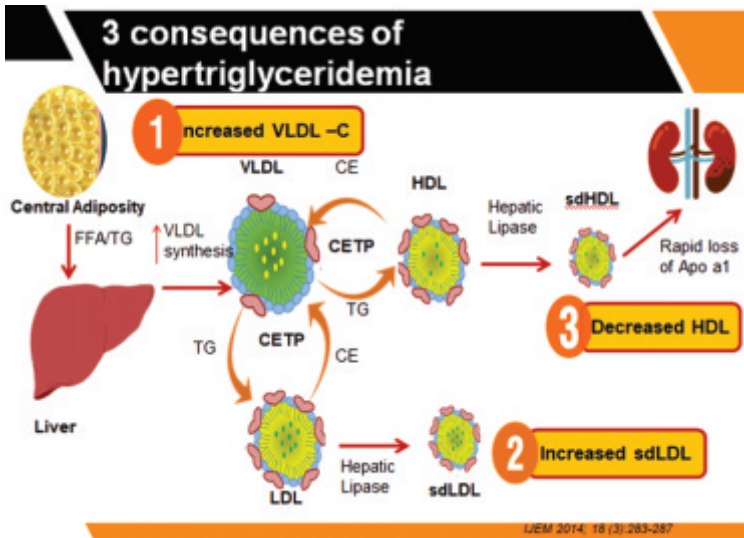 3 consequences of
hypertriglyceridemia
1
Increased VLDL –C
VLDL
CE
HDL
sdHDL
Central Adiposity
FFA/TG
VLDL
synthesis
CETP
Hepatic
Lipase
Rapid loss
of Apo a1
TG
3
Decreased HDL
TG
CETP
CE
Liver
2
Increased sdLDL
LDL
Hepatic
Lipase
sdLDL
IJEM 2014; 18 (3):283-287